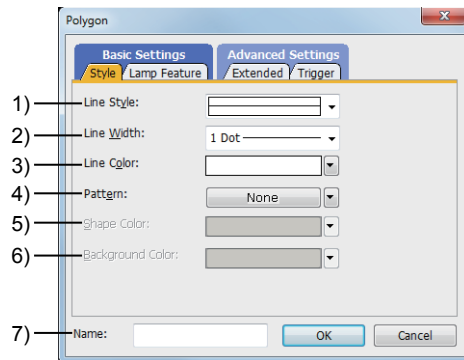 Polygon
Basic Settings Advanced Settings
Style Lamp Feature Extended Trigger
1) Line Style:
2) Line Width: 1 Dot
3) Line Color:
4) Pattern: None
5) Shape Color:
6) Background Color:
7) Name: OK Cancel